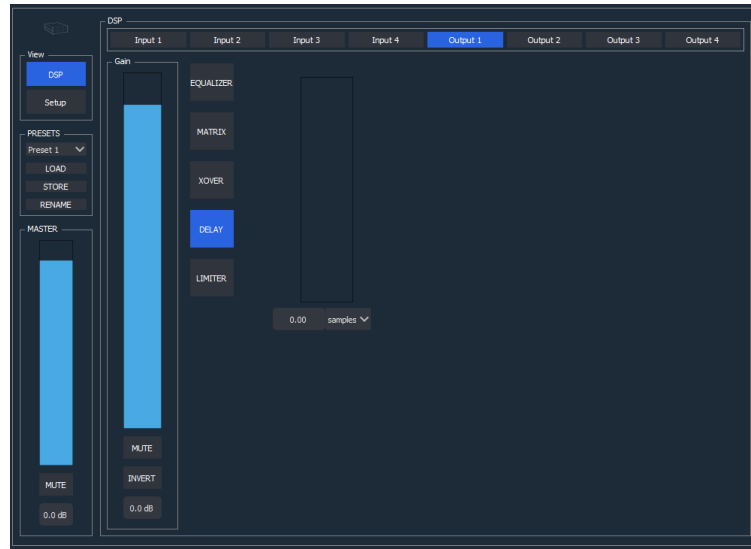 View
DSP
Setup
PRESETS
Preset 1
LOAD
STORE
RENAME
MASTER
MUTE
0.0 dB
DSP
Input 1 Input 2 Input 3 Input 4 Output 1 Output 2 Output 3 Output 4
Gain
MUTE
INVERT
0.0 dB
EQUALIZER
MATRIX
XOVER
DELAY
LIMITER
0.00 samples